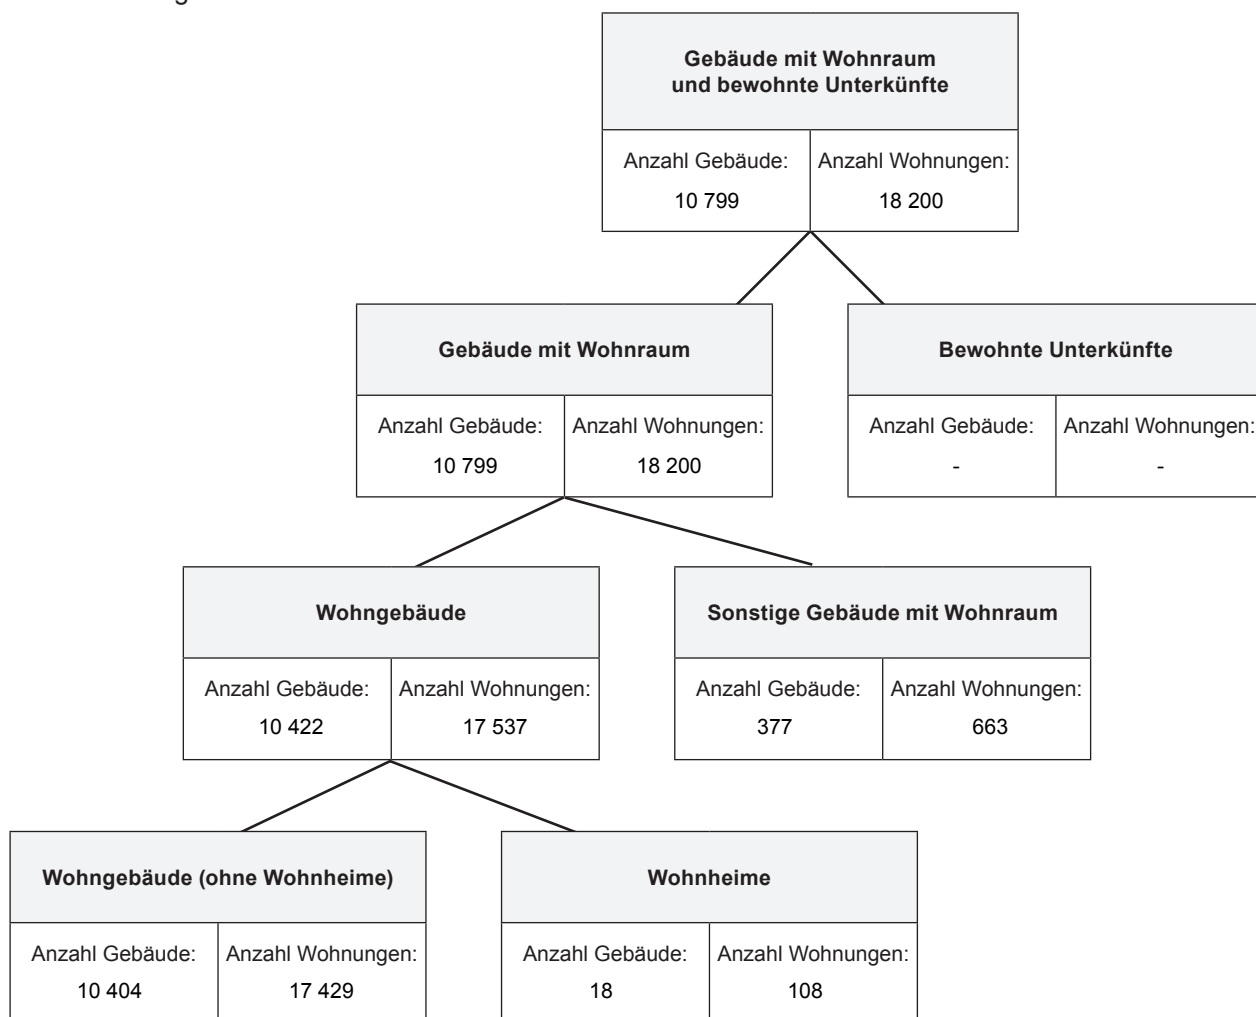 Gebäude mit Wohnraum
und bewohnte Unterkünfte
Anzahl Gebäude:
10 799
Anzahl Wohnungen:
18 200
Gebäude mit Wohnraum
Anzahl Gebäude:
10 799
Anzahl Wohnungen:
18 200
Bewohnte Unterkünfte
Anzahl Gebäude:
-
Anzahl Wohnungen:
-
Wohngebäude
Anzahl Gebäude:
10 422
Anzahl Wohnungen:
17 537
Sonstige Gebäude mit Wohnraum
Anzahl Gebäude:
377
Anzahl Wohnungen:
663
Wohngebäude (ohne Wohnheime)
Anzahl Gebäude:
10 404
Anzahl Wohnungen:
17 429
Wohnheime
Anzahl Gebäude:
18
Anzahl Wohnungen:
108